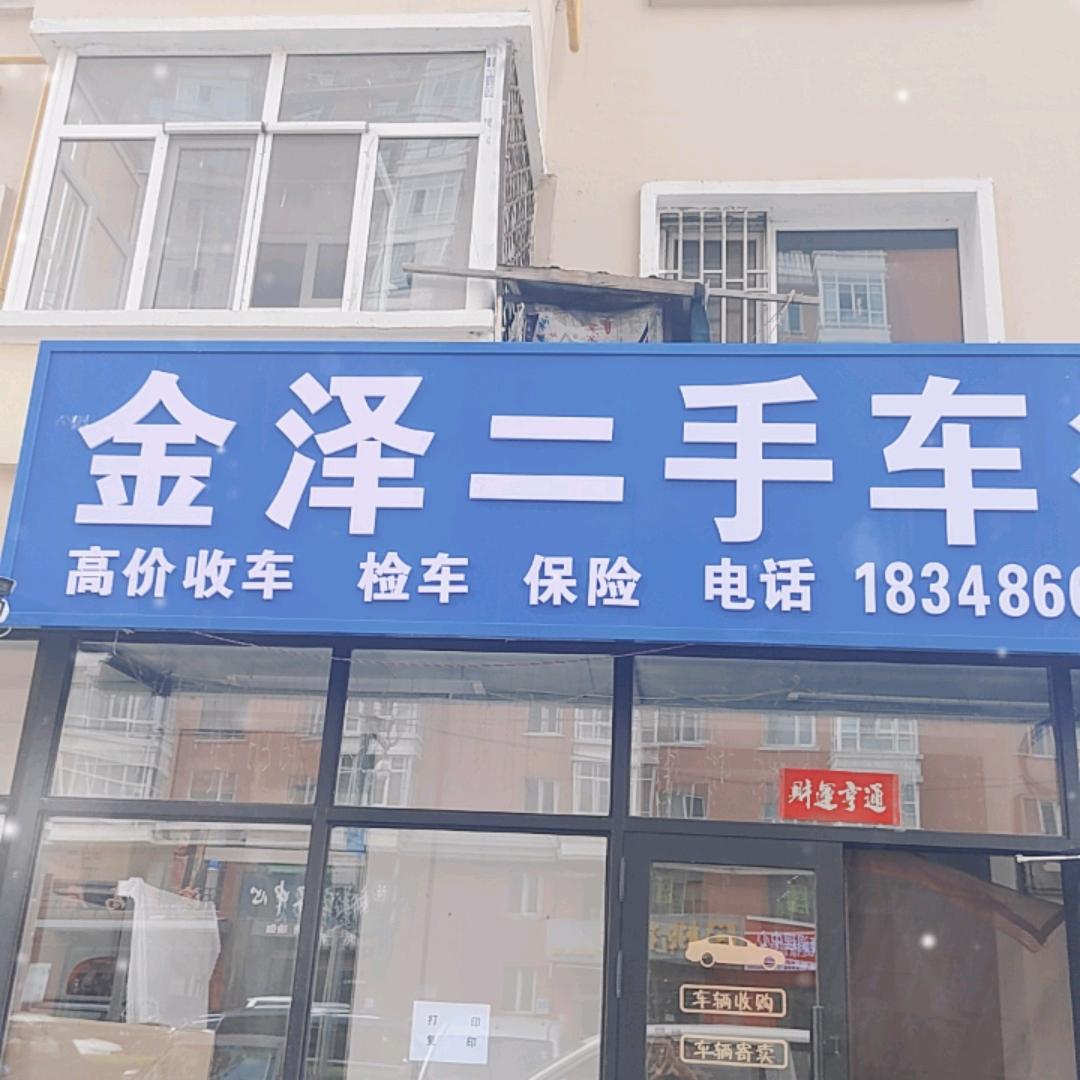 金泽二手车
高价收车 检车 保险 电话 1834860
财运亨通
车辆收购
车辆寄卖
打 印
复 印